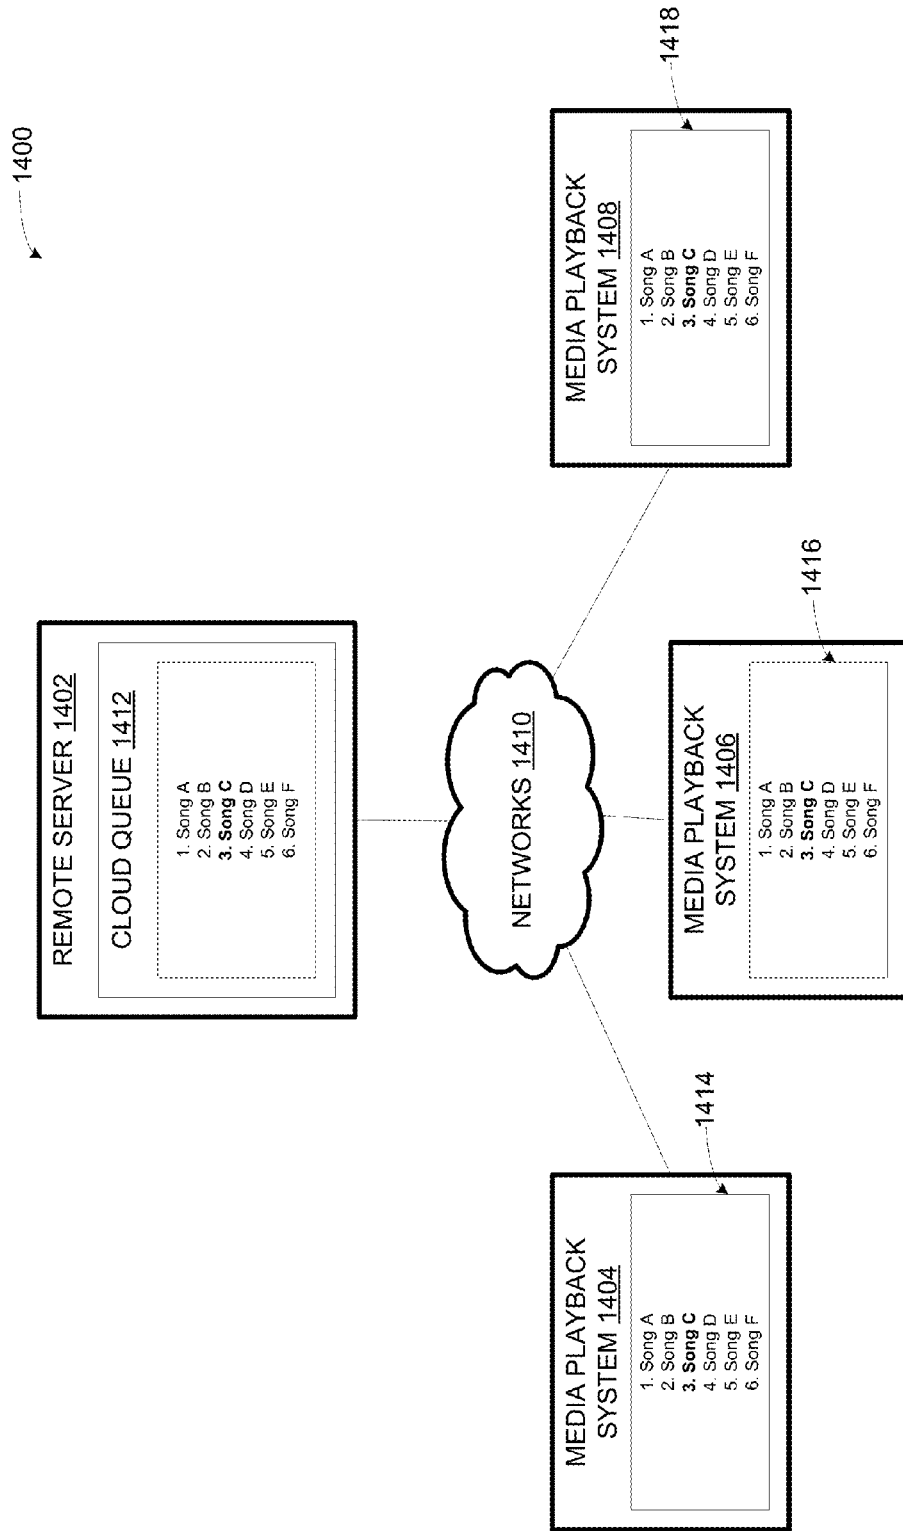 1400
REMOTE SERVER 1402
CLOUD QUEUE 1412
1. Song A
2. Song B
3. Song C
4. Song D
5. Song E
6. Song F
NETWORKS 1410
MEDIA PLAYBACK
SYSTEM 1404
1. Song A
2. Song B
3. Song C
4. Song D
5. Song E
6. Song F
1414
MEDIA PLAYBACK
SYSTEM 1406
1. Song A
2. Song B
3. Song C
4. Song D
5. Song E
6. Song F
1416
MEDIA PLAYBACK
SYSTEM 1408
1. Song A
2. Song B
3. Song C
4. Song D
5. Song E
6. Song F
1418